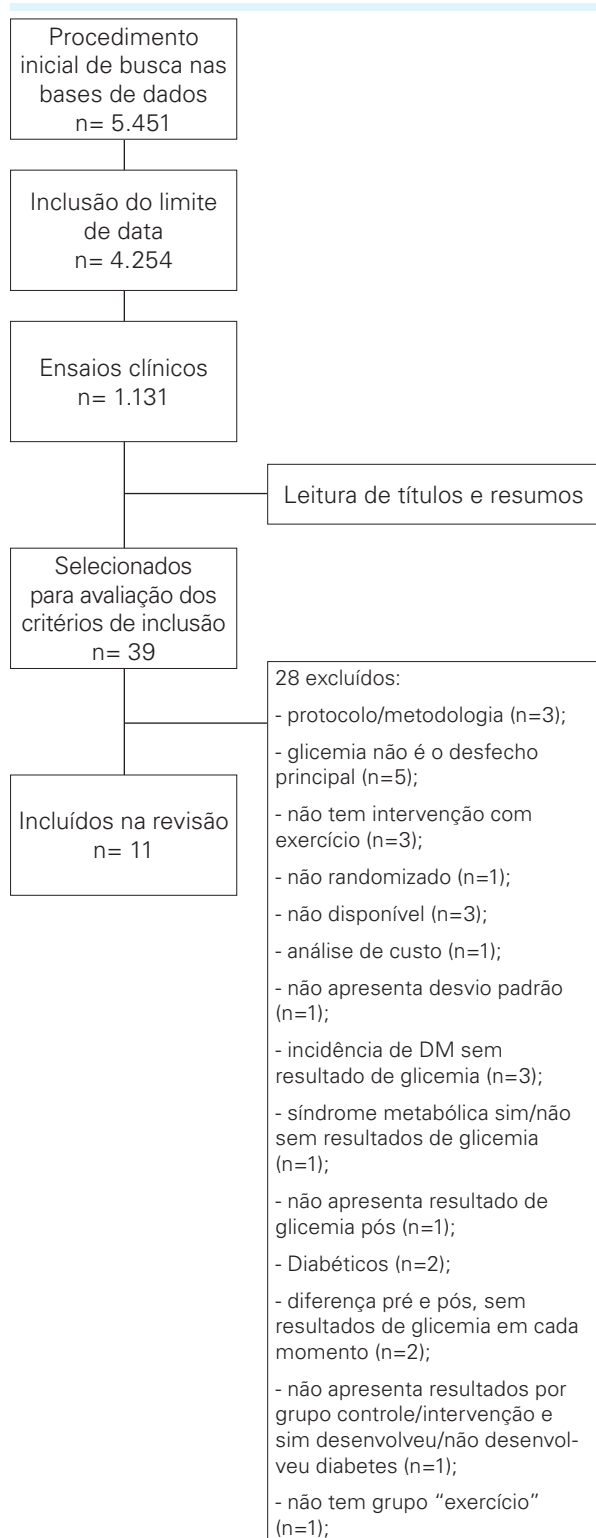 Procedimento
inicial de busca nas
bases de dados
n= 5.451
Inclusão do limite
de data
n= 4.254
Ensaios clínicos
n= 1.131
Leitura de títulos e resumos
Selecionados
para avaliação dos
critérios de inclusão
n= 39
28 excluídos:
- protocolo/metodologia (n=3);
- glicemia não é o desfecho
principal (n=5);
- não tem intervenção com
exercício (n=3);
- não randomizado (n=1);
- não disponível (n=3);
- análise de custo (n=1);
- não apresenta desvio padrão
(n=1);
- incidência de DM sem
resultado de glicemia (n=3);
- síndrome metabólica sim/não
sem resultados de glicemia
(n=1);
- não apresenta resultado de
glicemia pós (n=1);
- Diabéticos (n=2);
- diferença pré e pós, sem
resultados de glicemia em cada
momento (n=2);
- não apresenta resultados por
grupo controle/intervenção e
sim desenvolveu/não desenvol-
veu diabetes (n=1);
- não tem grupo “exercício”
(n=1);
Incluídos na revisão
n= 11